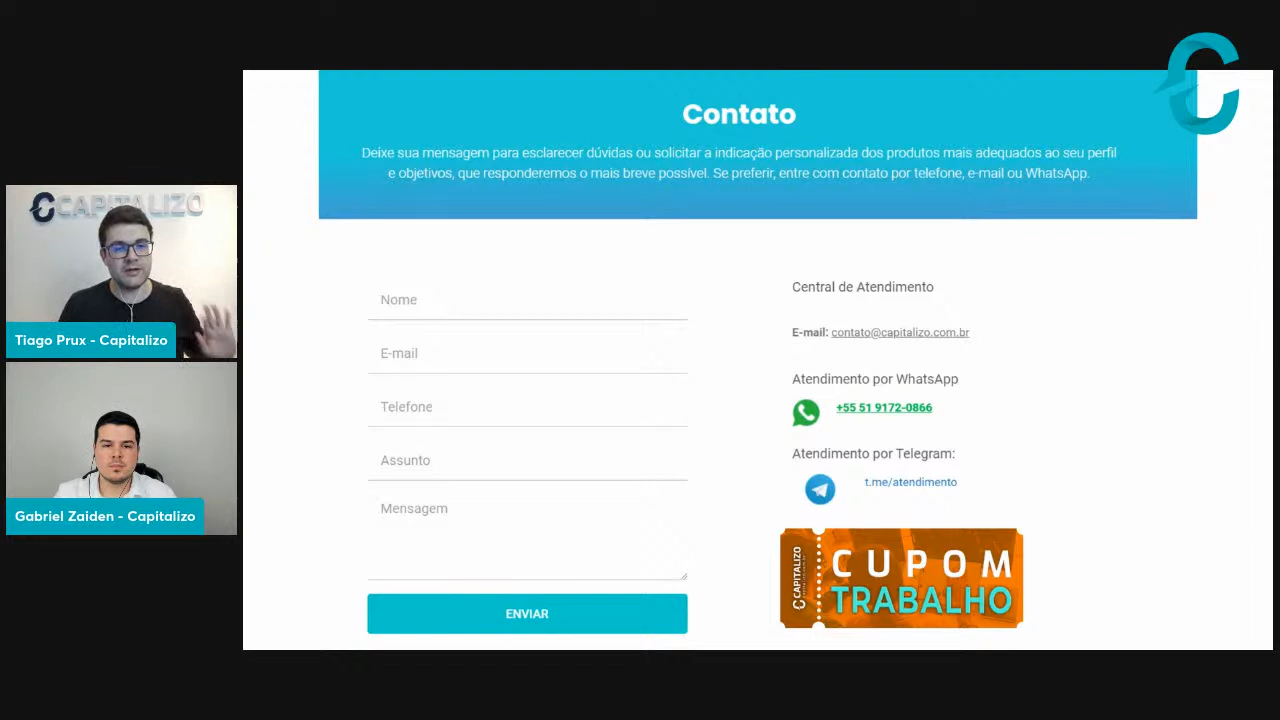 Contato
Deixe sua mensagem para esclarecer dúvidas ou solicitar a indicação personalizada dos produtos mais adequados ao seu perfil
e objetivos, que responderemos o mais breve possível. Se preferir, entre com contato por telefone, e-mail ou WhatsApp.
CAPITALIZO
Tiago Prux - Capitalizo
Gabriel Zaiden - Capitalizo
Nome
E-mail
Telefone
Assunto
Mensagem
ENVIAR
Central de Atendimento
E-mail: contato@capitalizo.com.br
Atendimento por WhatsApp
+55 51 9172-0866
Atendimento por Telegram:
t.me/atendimento
CAPITALIZO
CUPOM
TRABALHO